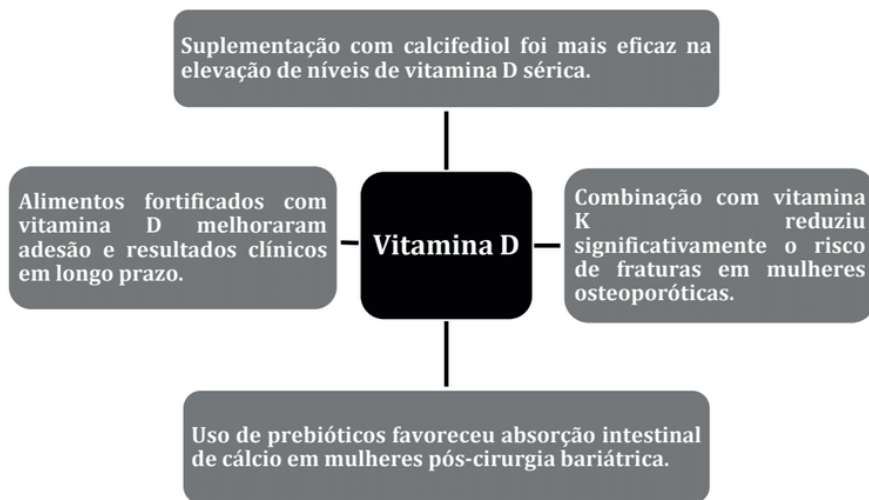 Suplementação com calcifediol foi mais eficaz na
elevação de níveis de vitamina D sérica.
Alimentos fortificados com
vitamina D melhoraram
adesão e resultados clínicos
em longo prazo.
Vitamina D
Combinação com vitamina
K reduziu
significativamente o risco
de fraturas em mulheres
osteoporóticas.
Uso de prebióticos favoreceu absorção intestinal
de cálcio em mulheres pós-cirurgia bariátrica.